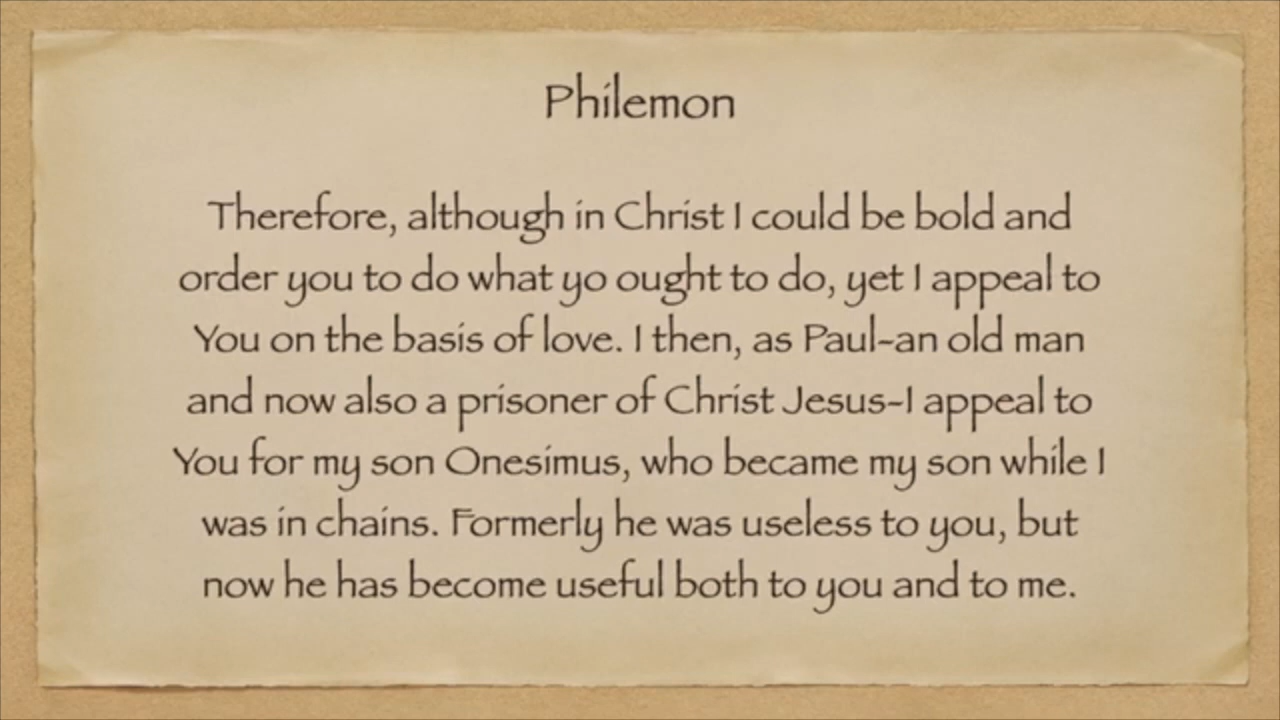 Philemon
Therefore, although in Christ I could be bold and
order you to do what yo ought to do, yet I appeal to
You on the basis of love. I then, as Paul-an old man
and now also a prisoner of Christ Jesus-I appeal to
You for my son Onesimus, who became my son while I
was in chains. Formerly he was useless to you, but
now he has become useful both to you and to me.